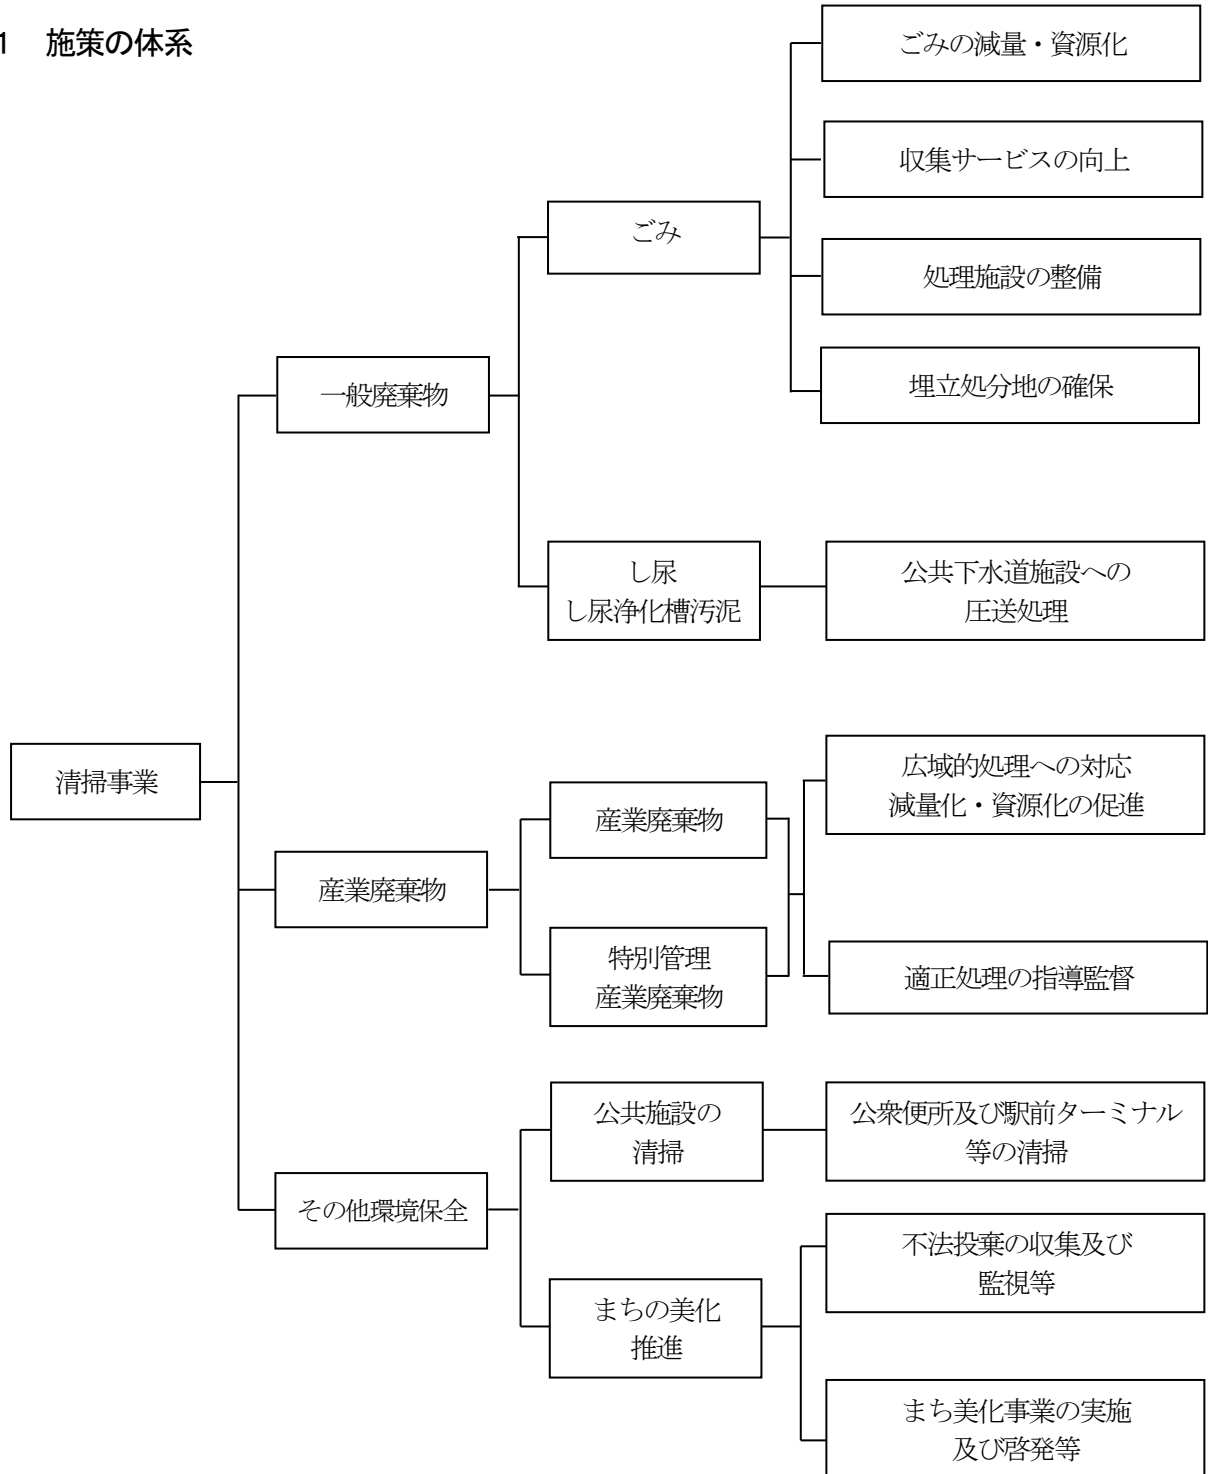 1 施策の体系
ごみの減量・資源化
収集サービスの向上
ごみ
処理施設の整備
一般廃棄物
埋立処分地の確保
し尿
し尿浄化槽汚泥
公共下水道施設への
圧送処理
清掃事業
広域的処理への対応
減量化・資源化の促進
産業廃棄物
産業廃棄物
特別管理
産業廃棄物
適正処理の指導監督
公共施設の
清掃
公衆便所及び駅前ターミナル
等の清掃
その他環境保全
不法投棄の収集及び
監視等
まちの美化
推進
まち美化事業の実施
及び啓発等